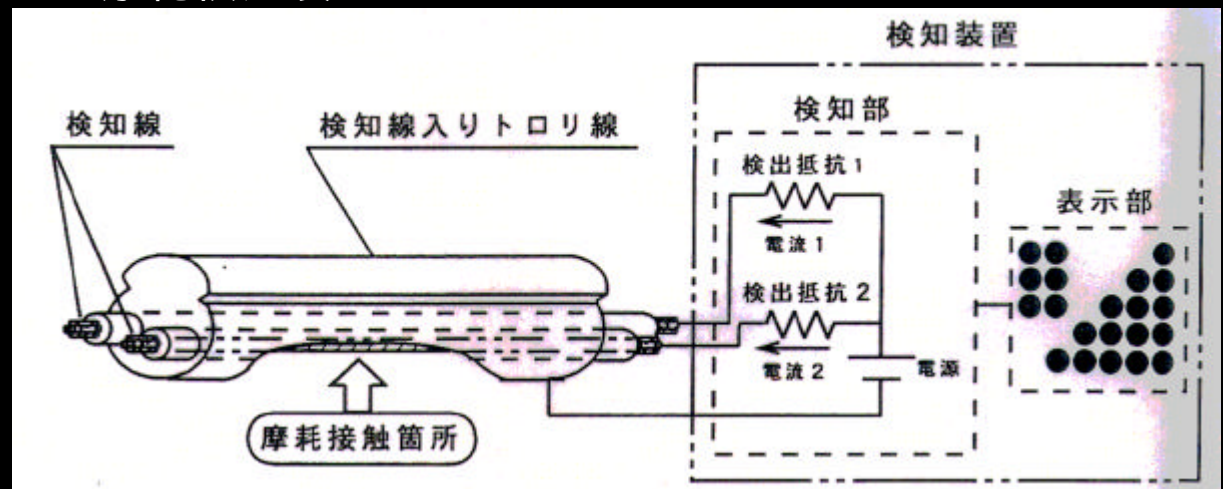 検知装置
検知線
検知線入りトロリ線
検知部
検出抵抗1
電流1
表示部
検出抵抗2
電流2
電源
摩耗接触箇所